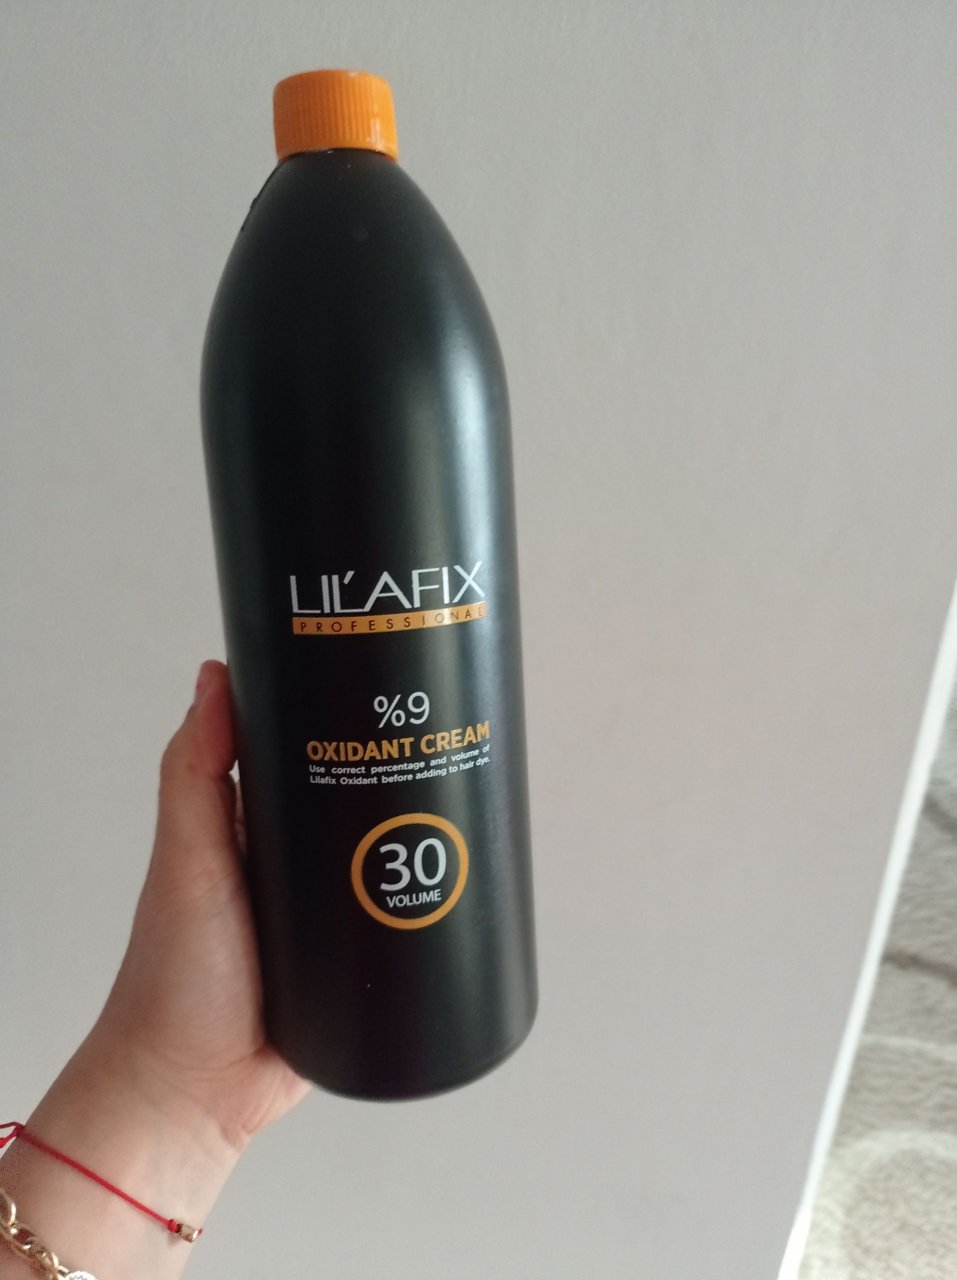 LIL'AFIX
PROFESSIONAL
%9
OXIDANT CREAM
Use correct percentage and volume of
Lilafix Oxidant before adding to hair dye.
30
VOLUME